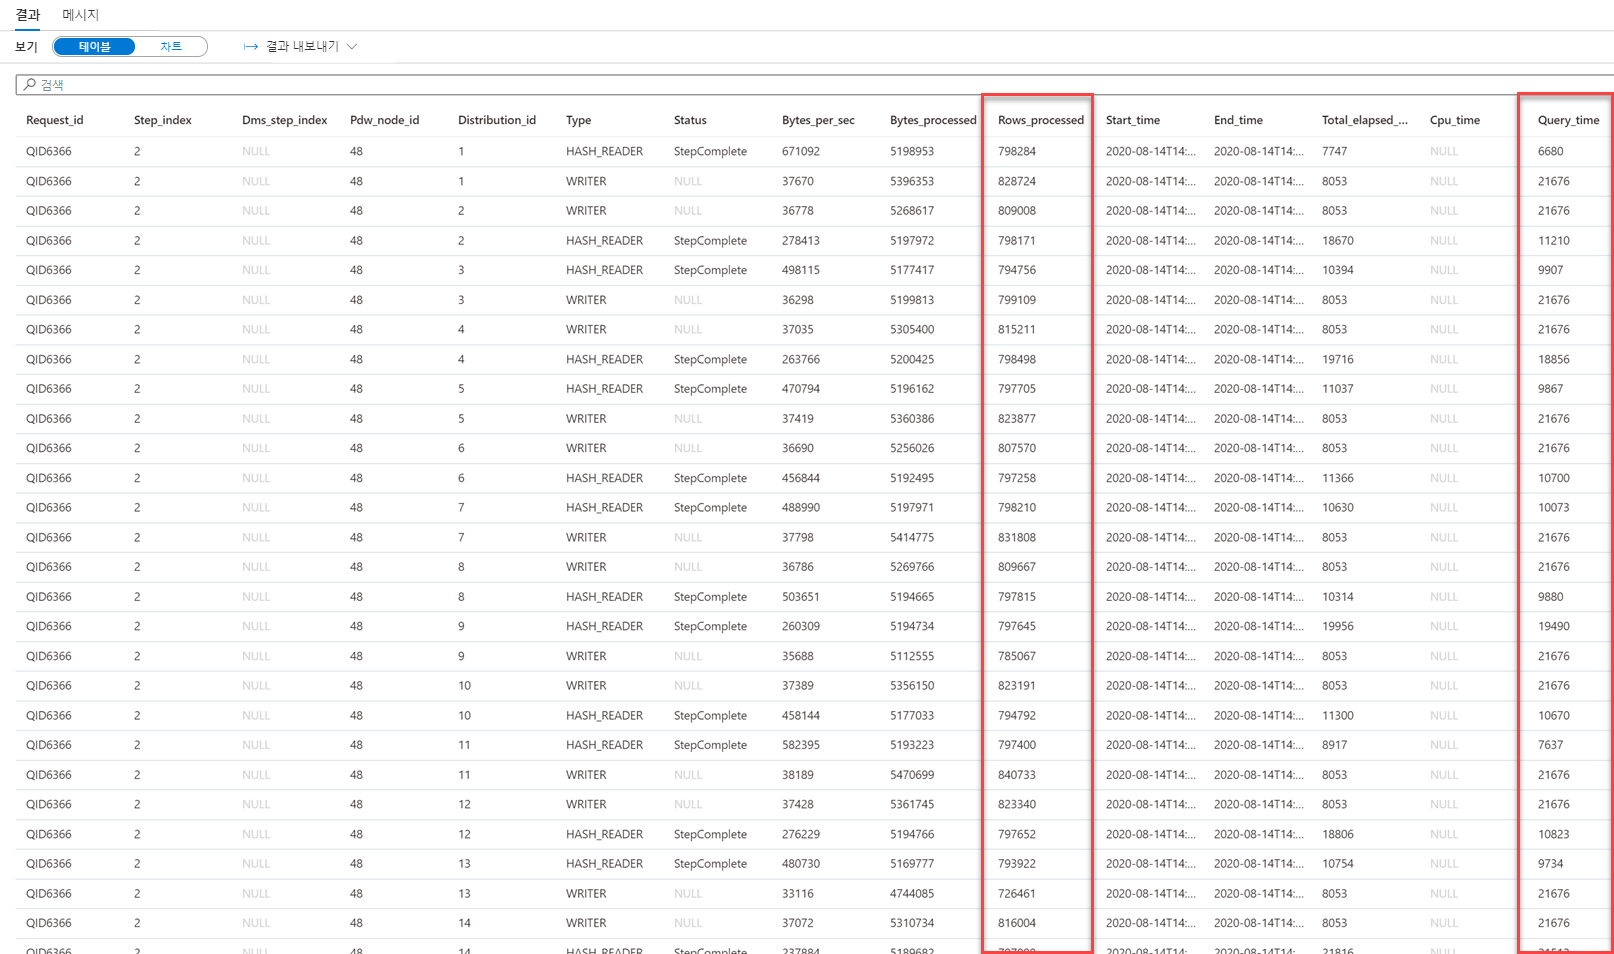 결과 메시지
보기 테이블 차트 결과 내보내기
검색
Request_id Step_index Dms_step_index Pdw_node_id Distribution_id Type Status Bytes_per_sec Bytes_processed Rows_processed Start_time End_time Total_elapsed_... Cpu_time Query_time
QID6366 2 NULL 48 1 HASH_READER StepComplete 671092 5198953 798284 2020-08-14T14:... 2020-08-14T14:... 7747 NULL 6680
QID6366 2 NULL 48 1 WRITER NULL 37670 5396353 828724 2020-08-14T14:... 2020-08-14T14:... 8053 NULL 21676
QID6366 2 NULL 48 2 WRITER NULL 36778 5268617 809008 2020-08-14T14:... 2020-08-14T14:... 8053 NULL 21676
QID6366 2 NULL 48 2 HASH_READER StepComplete 278413 5197972 798171 2020-08-14T14:... 2020-08-14T14:... 18670 NULL 11210
QID6366 2 NULL 48 3 HASH_READER StepComplete 498115 5177417 794756 2020-08-14T14:... 2020-08-14T14:... 10394 NULL 9907
QID6366 2 NULL 48 3 WRITER NULL 36298 5199813 799109 2020-08-14T14:... 2020-08-14T14:... 8053 NULL 21676
QID6366 2 NULL 48 4 WRITER NULL 37035 5305400 815211 2020-08-14T14:... 2020-08-14T14:... 8053 NULL 21676
QID6366 2 NULL 48 4 HASH_READER StepComplete 263766 5200425 798498 2020-08-14T14:... 2020-08-14T14:... 19716 NULL 18856
QID6366 2 NULL 48 5 HASH_READER StepComplete 470794 5196162 797705 2020-08-14T14:... 2020-08-14T14:... 11037 NULL 9867
QID6366 2 NULL 48 5 WRITER NULL 37419 5360386 823877 2020-08-14T14:... 2020-08-14T14:... 8053 NULL 21676
QID6366 2 NULL 48 6 WRITER NULL 36690 5256026 807570 2020-08-14T14:... 2020-08-14T14:... 8053 NULL 21676
QID6366 2 NULL 48 6 HASH_READER StepComplete 456844 5192495 797258 2020-08-14T14:... 2020-08-14T14:... 11366 NULL 10700
QID6366 2 NULL 48 7 HASH_READER StepComplete 488990 5197971 798210 2020-08-14T14:... 2020-08-14T14:... 10630 NULL 10073
QID6366 2 NULL 48 7 WRITER NULL 37798 5414775 831808 2020-08-14T14:... 2020-08-14T14:... 8053 NULL 21676
QID6366 2 NULL 48 8 WRITER NULL 36786 5269766 809667 2020-08-14T14:... 2020-08-14T14:... 8053 NULL 21676
QID6366 2 NULL 48 8 HASH_READER StepComplete 503651 5194665 797815 2020-08-14T14:... 2020-08-14T14:... 10314 NULL 9880
QID6366 2 NULL 48 9 HASH_READER StepComplete 260309 5194734 797645 2020-08-14T14:... 2020-08-14T14:... 19956 NULL 19490
QID6366 2 NULL 48 9 WRITER NULL 35688 5112555 785067 2020-08-14T14:... 2020-08-14T14:... 8053 NULL 21676
QID6366 2 NULL 48 10 WRITER NULL 37389 5356150 823191 2020-08-14T14:... 2020-08-14T14:... 8053 NULL 21676
QID6366 2 NULL 48 10 HASH_READER StepComplete 458144 5177033 794792 2020-08-14T14:... 2020-08-14T14:... 11300 NULL 10670
QID6366 2 NULL 48 11 HASH_READER StepComplete 582395 5193223 797400 2020-08-14T14:... 2020-08-14T14:... 8917 NULL 7637
QID6366 2 NULL 48 11 WRITER NULL 38189 5470699 840733 2020-08-14T14:... 2020-08-14T14:... 8053 NULL 21676
QID6366 2 NULL 48 12 WRITER NULL 37428 5361745 823340 2020-08-14T14:... 2020-08-14T14:... 8053 NULL 21676
QID6366 2 NULL 48 12 HASH_READER StepComplete 276229 5194766 797652 2020-08-14T14:... 2020-08-14T14:... 18806 NULL 10823
QID6366 2 NULL 48 13 HASH_READER StepComplete 480730 5169777 793922 2020-08-14T14:... 2020-08-14T14:... 10754 NULL 9734
QID6366 2 NULL 48 13 WRITER NULL 33116 4744085 726461 2020-08-14T14:... 2020-08-14T14:... 8053 NULL 21676
QID6366 2 NULL 48 14 WRITER NULL 37072 5310734 816004 2020-08-14T14:... 2020-08-14T14:... 8053 NULL 21676
QID6366 2 NULL 48 14 HASH_READER StepComplete 237884 5189682 2020-08-14T14:... 2020-08-14T14:... 21816 NULL